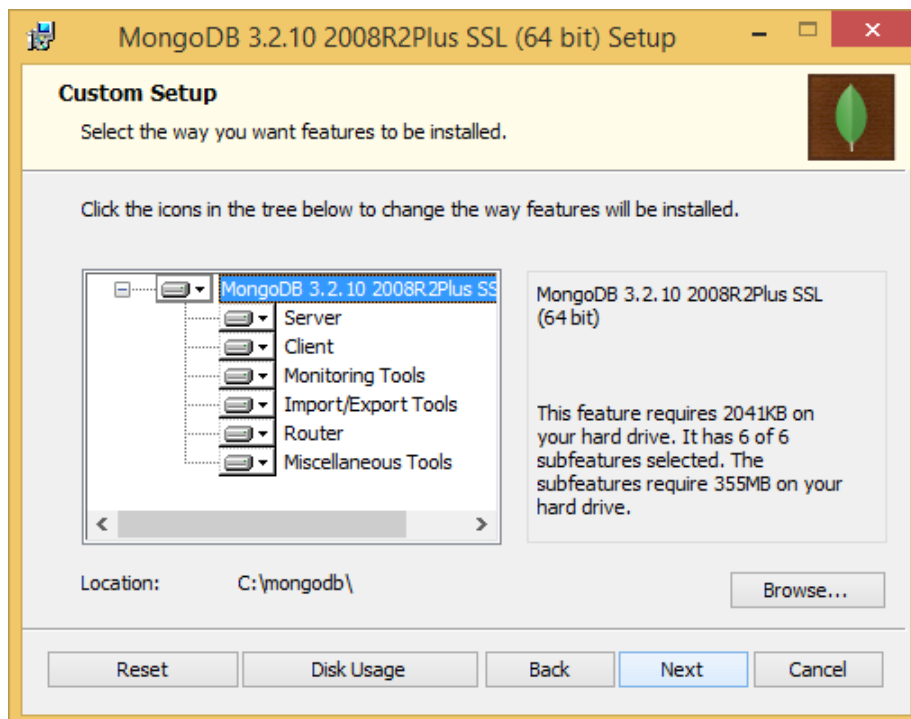 MongoDB 3.2.10 2008R2Plus SSL (64 bit) Setup
Custom Setup
Select the way you want features to be installed.
Click the icons in the tree below to change the way features will be installed.
MongoDB 3.2.10 2008R2Plus SS
Server
Client
Monitoring Tools
Import/Export Tools
Router
Miscellaneous Tools
MongoDB 3.2.10 2008R2Plus SSL
(64 bit)
This feature requires 2041KB on
your hard drive. It has 6 of 6
subfeatures selected. The
subfeatures require 355MB on your
hard drive.
Location: C:\mongodb\
Browse...
Reset Disk Usage Back Next Cancel